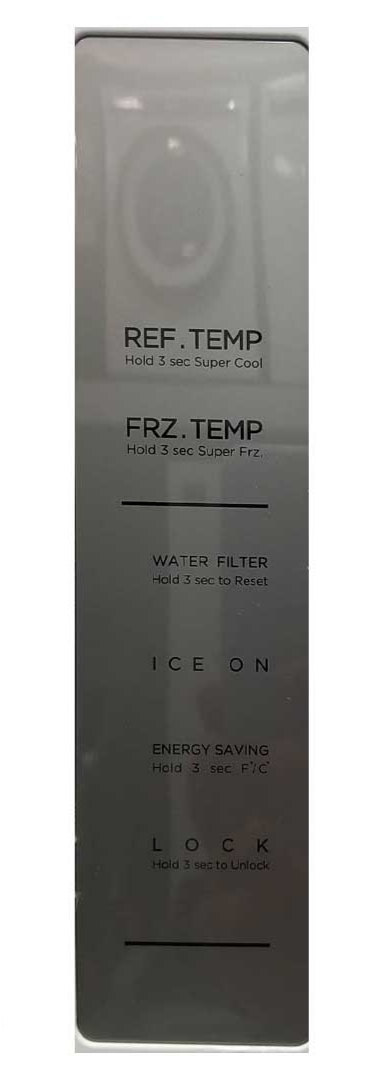 REF.TEMP
Hold 3 sec Super Cool
FRZ.TEMP
Hold 3 sec Super Frz.
WATER FILTER
Hold 3 sec to Reset
ICE ON
ENERGY SAVING
Hold 3 sec F°/C°
LOCK
Hold 3 sec to Unlock